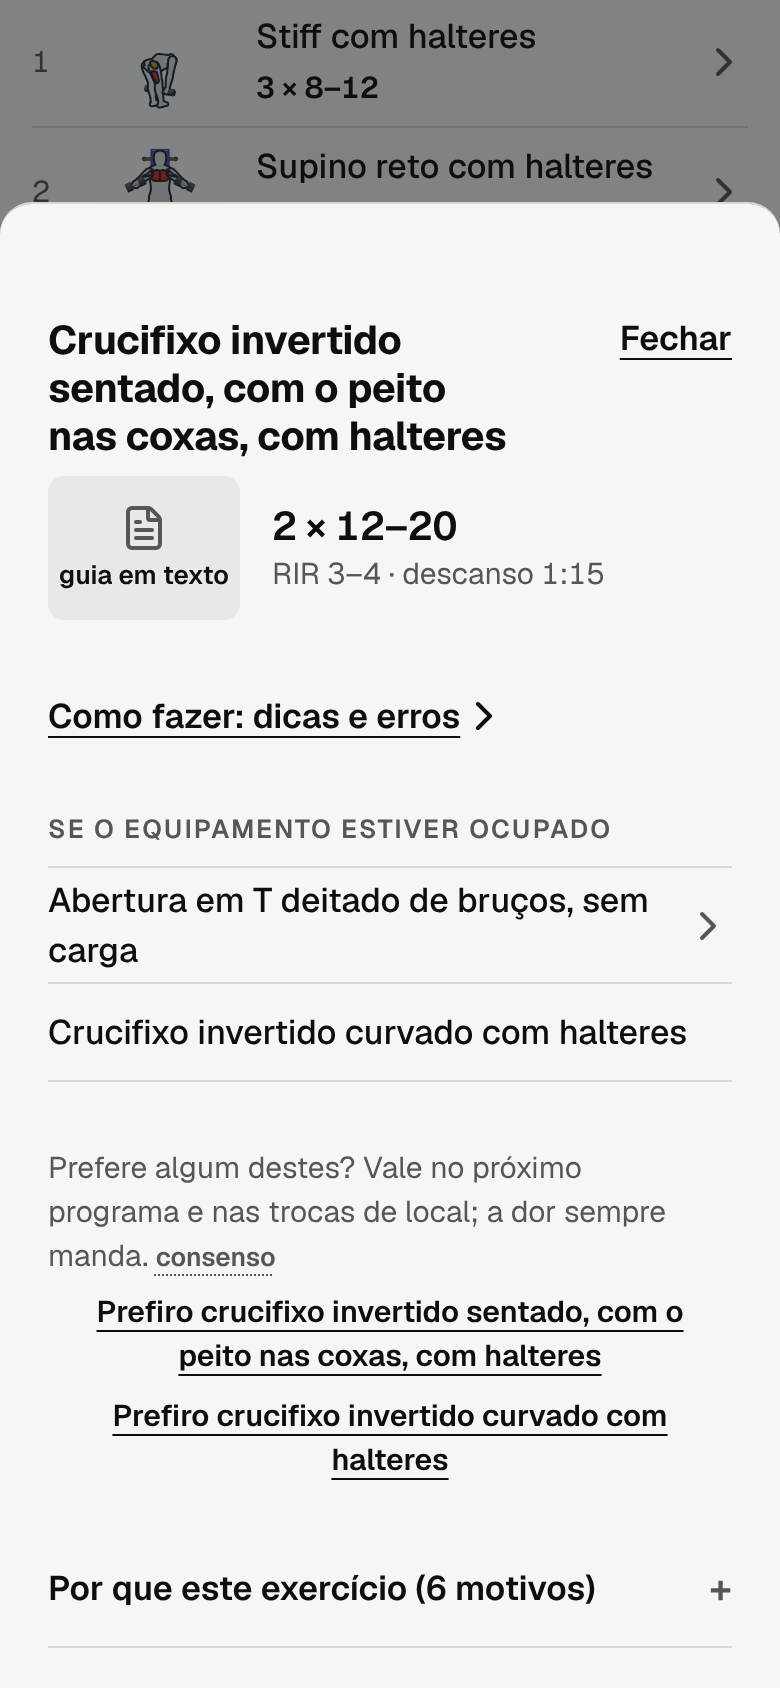 1
Stiff com halteres
3 × 8–12
2
Supino reto com halteres
Crucifixo invertido
sentado, com o peito
nas coxas, com halteres
Fechar
guia em texto
2 × 12–20
RIR 3–4 · descanso 1:15
Como fazer: dicas e erros
SE O EQUIPAMENTO ESTIVER OCUPADO
Abertura em T deitado de bruços, sem
carga
Crucifixo invertido curvado com halteres
Prefere algum destes? Vale no próximo
programa e nas trocas de local; a dor sempre
manda. consenso
Prefiro crucifixo invertido sentado, com o
peito nas coxas, com halteres
Prefiro crucifixo invertido curvado com
halteres
Por que este exercício (6 motivos)
+